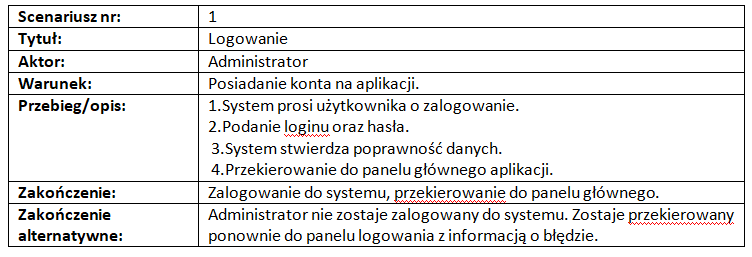 Scenariusz nr: 1
Tytuł: Logowanie
Aktor: Administrator
Warunek: Posiadanie konta na aplikacji.
Przebieg/opis: 1.System prosi użytkownika o zalogowanie.
2.Podanie loginu oraz hasła.
3.System stwierdza poprawność danych.
4.Przekierowanie do panelu głównego aplikacji.
Zakończenie: Zalogowanie do systemu, przekierowanie do panelu głównego.
Zakończenie alternatywne: Administrator nie zostaje zalogowany do systemu. Zostaje przekierowany
ponownie do panelu logowania z informacją o błędzie.